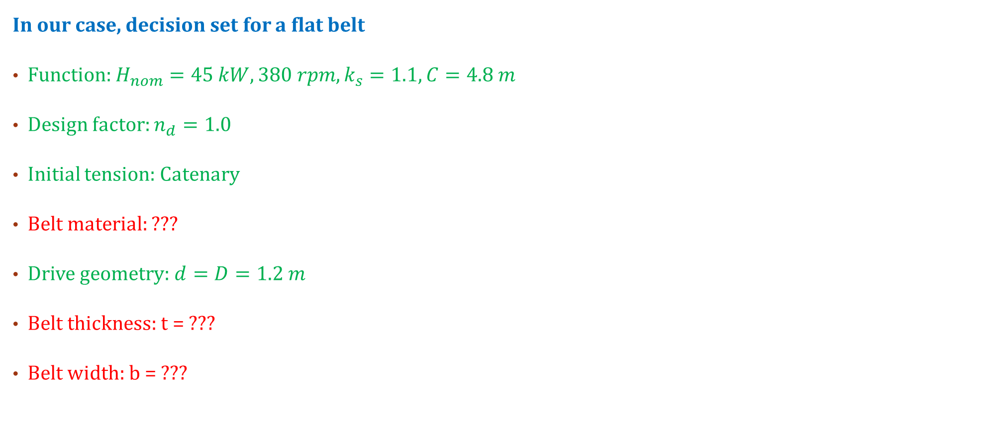 In our case, decision set for a flat belt
• Function: H_{nom} = 45 kW, 380 rpm, k_s = 1.1, C = 4.8 m
• Design factor: n_d = 1.0
• Initial tension: Catenary
• Belt material: ???
• Drive geometry: d = D = 1.2 m
• Belt thickness: t = ???
• Belt width: b = ???